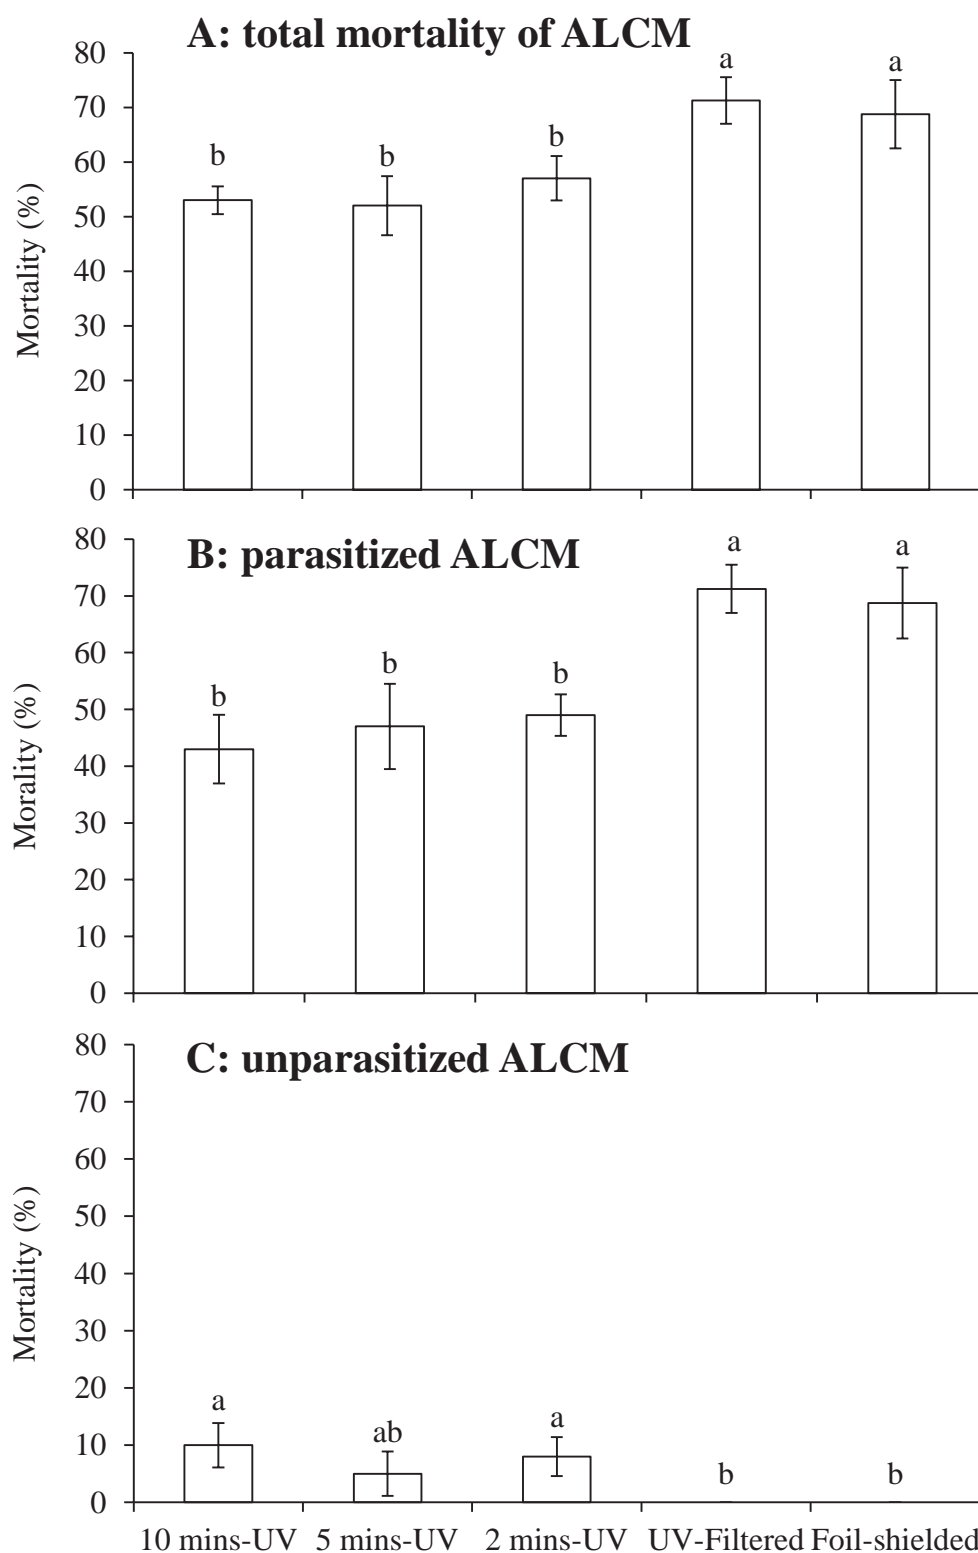 A: total mortality of ALCM
Mortality (%)
80
70
60
50
40
30
20
10
0
b
b
b
a
a
B: parasitized ALCM
Morality (%)
80
70
60
50
40
30
20
10
0
b
b
b
a
a
C: unparasitized ALCM
Mortality (%)
80
70
60
50
40
30
20
10
0
a
ab
a
b
b
10 mins-UV 5 mins-UV 2 mins-UV UV-Filtered Foil-shielded